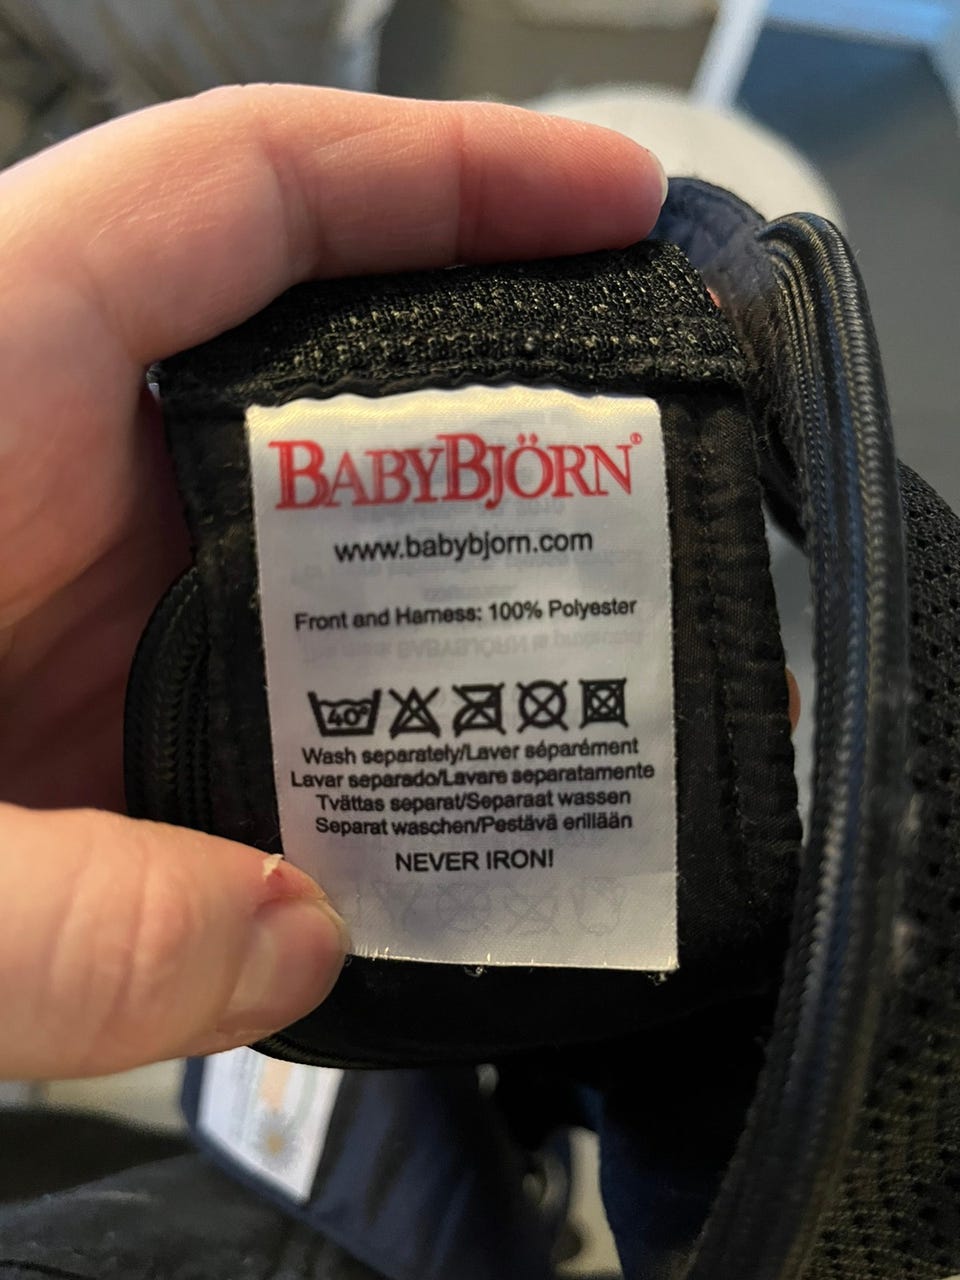 BABYBJÖRN®
www.babybjorn.com
Front and Harness: 100% Polyester
40°
Wash separately/Laver séparément
Lavar separado/Lavare separatamente
Tvättas separat/Separaat wassen
Separat waschen/Pestävä erillään
NEVER IRON!